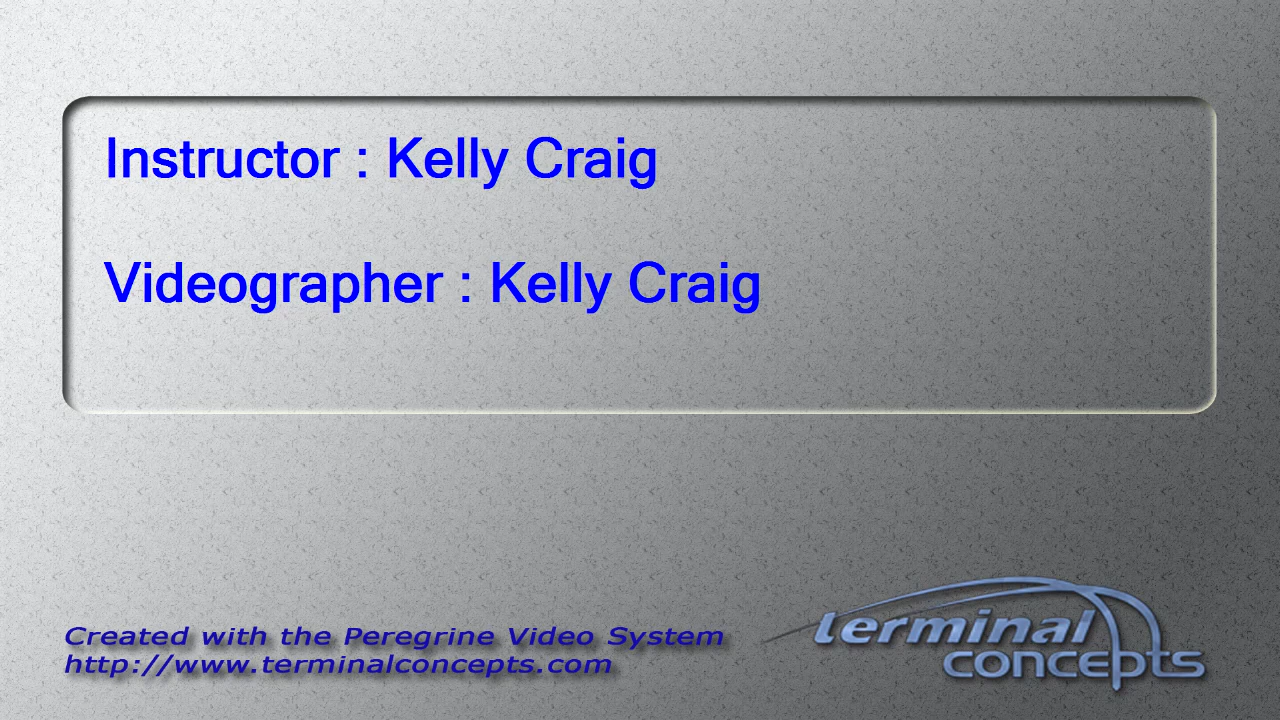 Instructor : Kelly Craig
Videographer : Kelly Craig
Created with the Peregrine Video System
http://www.terminalconcepts.com
terminal
concepts